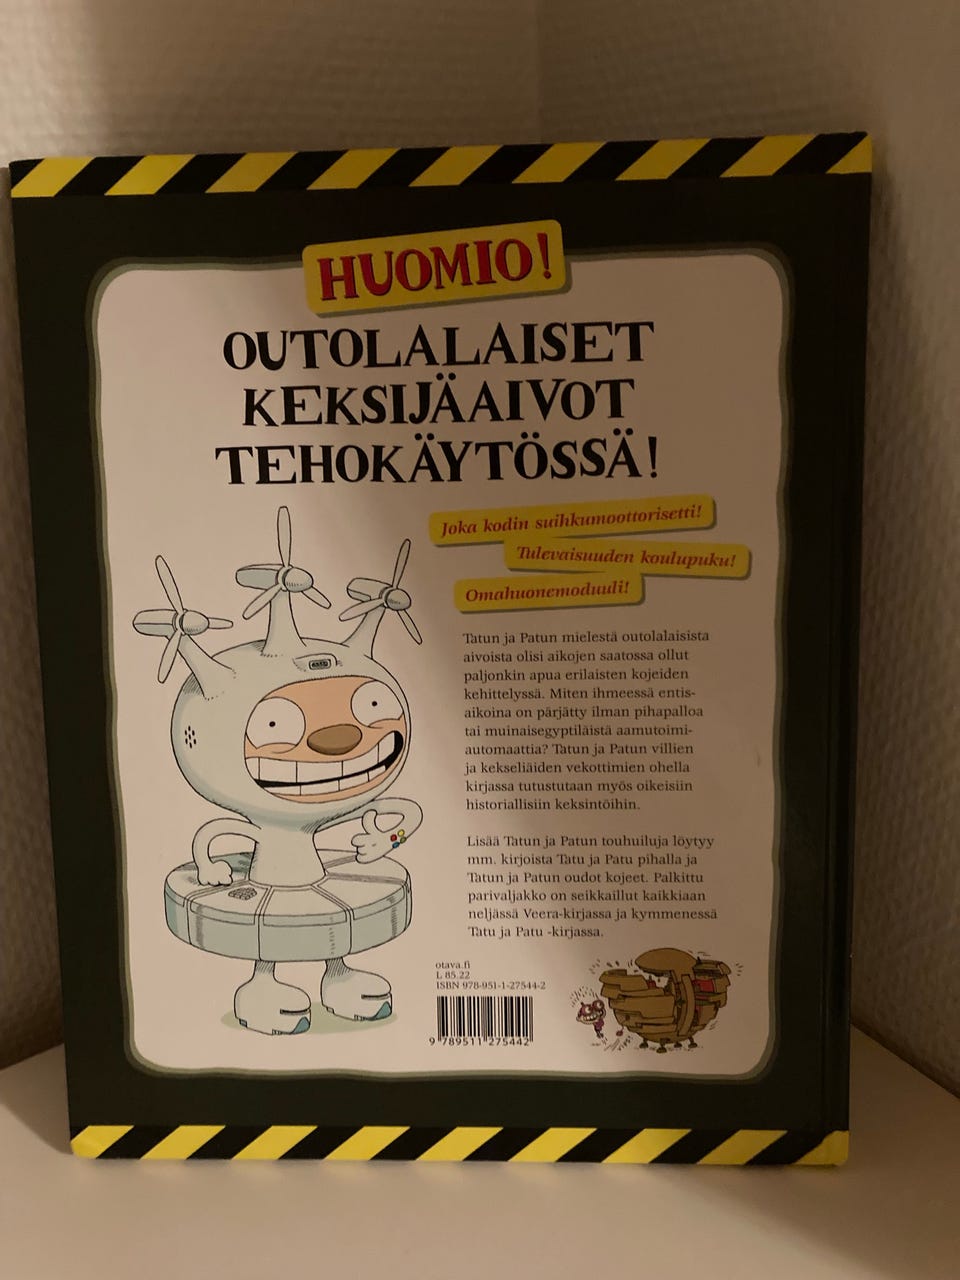 HUOMIO!
OUTOLALAISET
KEKSIJÄAIVOT
TEHOKÄYTÖSSÄ!
Joka kodin suihkumoottorisetti!
Tulevaisuuden koulupuku!
Omahuonemoduuli!
Tatun ja Patun mielestä outolalaisista
aivoista olisi aikojen saatossa ollut
paljonkin apua erilaisten kojeiden
kehittelyssä. Miten ihmeessä entis-
aikoina on pärjätty ilman pihapalloa
tai muinaisegyptiläistä aamutoimi-
automaattia? Tatun ja Patun villien
ja kekseliäiden vekottimien ohella
kirjassa tutustutaan myös oikeisiin
historiallisiin keksintöihin.
Lisää Tatun ja Patun touhuiluja löytyy
mm. kirjoista Tatu ja Patu pihalla ja
Tatun ja Patun oudot kojeet. Palkittu
parivaljakko on seikkaillut kaikkiaan
neljässä Veera-kirjassa ja kymmenessä
Tatu ja Patu -kirjassa.
otava.fi
L 85.22
ISBN 978-951-1-27544-2
9 789511 275442